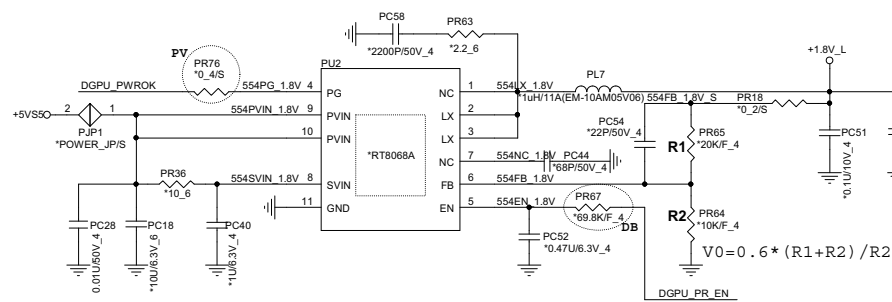 PC58
*2200P/50V_4
PR63
*2.2_6
PV
PR76
*0_4/S
PU2
DGPU_PWROK
554PG_1.8V
4
PG
NC
1
554LX_1.8V
PL7
*1uH/11A(EM-10AM05V06)
554FB_1.8V_S
PR18
*0_2/S
+1.8V_L
+5VS5
2
1
PJP1
*POWER_JP/S
554PVIN_1.8V
9
PVIN
LX
2
10
PVIN
LX
3
*RT8068A
PC54
*22P/50V_4
R1
PR65
*20K/F_4
PC51
*0.1U/10V_4
NC
7
554NC_1.8V
PC44
*68P/50V_4
PR36
*10_6
554SVIN_1.8V
8
SVIN
FB
6
554FB_1.8V
11
GND
EN
5
554EN_1.8V
PR67
*69.8K/F_4
DB
R2
PR64
*10K/F_4
PC28
0.01U/50V_4
PC18
*10U/6.3V_6
PC40
*1U/6.3V_4
PC52
*0.47U/6.3V_4
V0=0.6*(R1+R2)/R2
DGPU_PR_EN